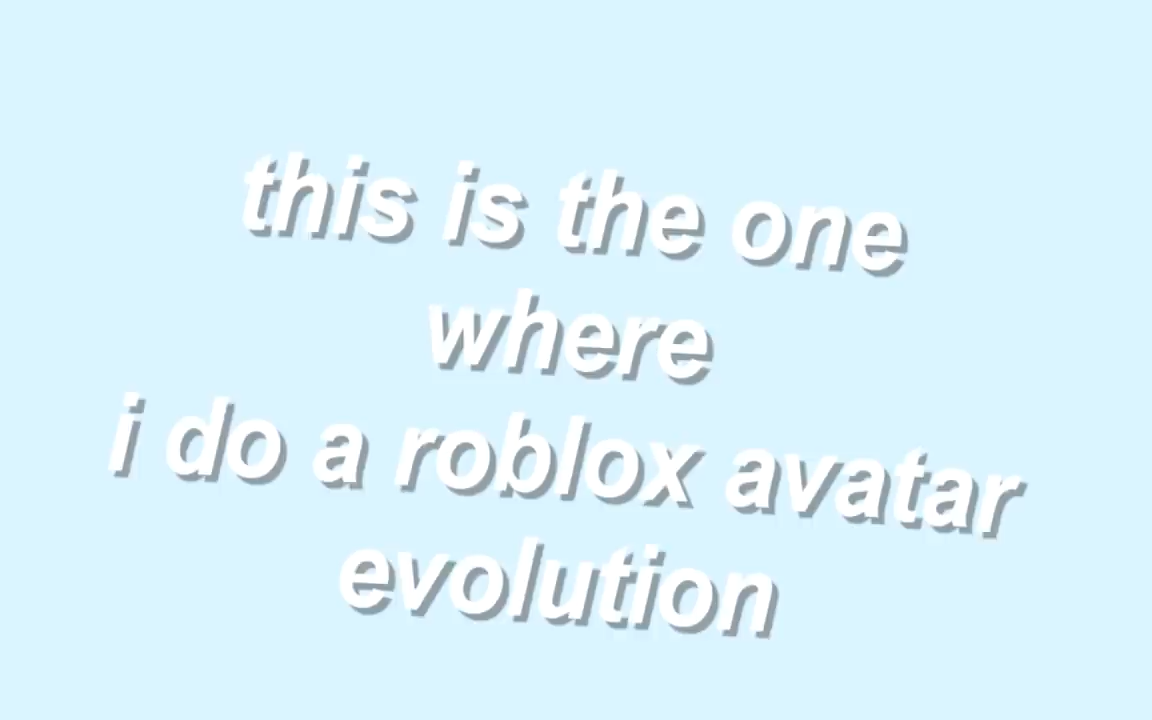 this is the one
where
i do a roblox avatar
evolution